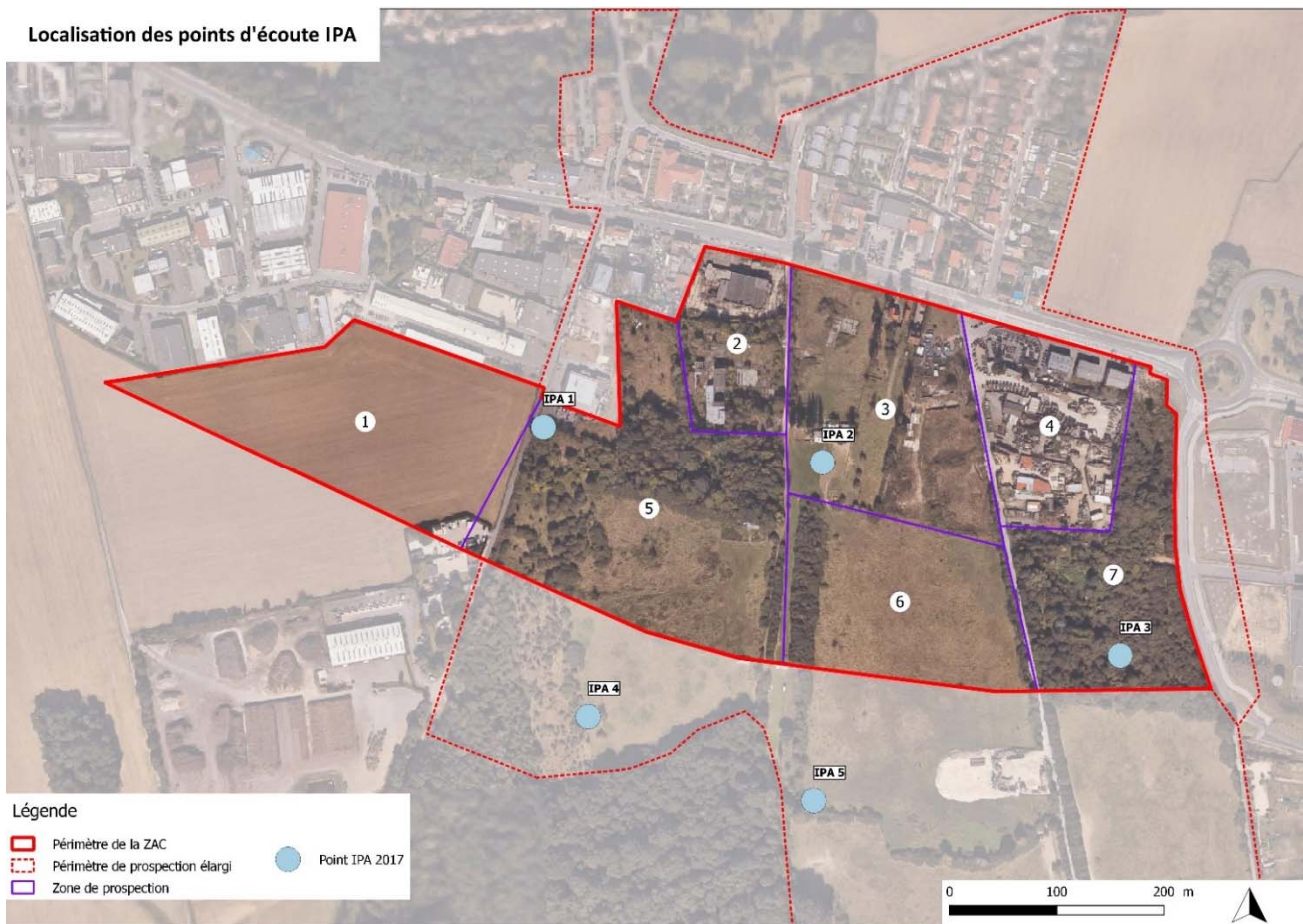 Localisation des points d'écoute IPA
1
2
3
4
5
6
7
IPA 1
IPA 2
IPA 3
IPA 4
IPA 5
Légende
Périmètre de la ZAC
Périmètre de prospection élargi
Zone de prospection
Point IPA 2017
0 100 200 m